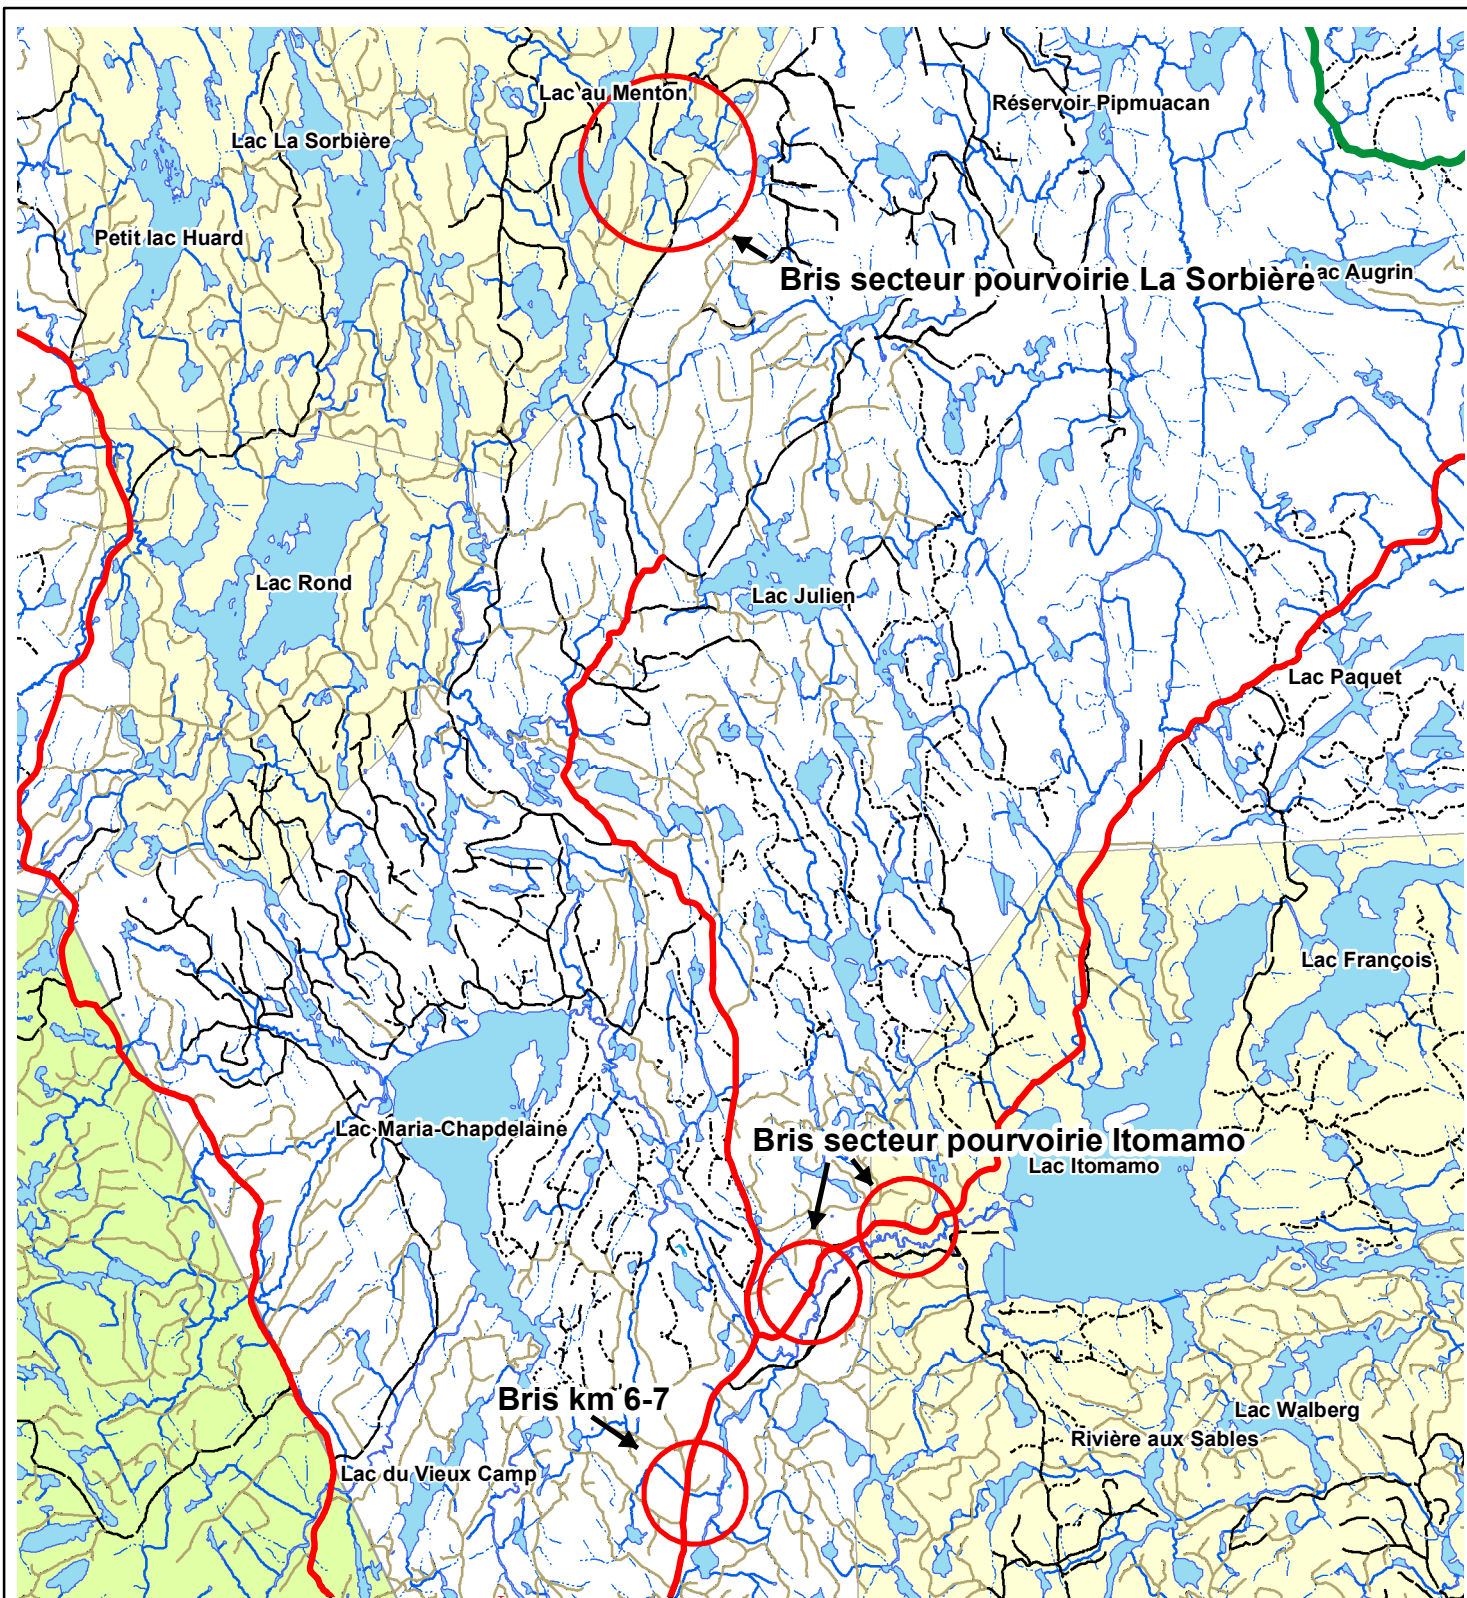 Lac au Menton
Réservoir Pipmuacan
Lac La Sorbière
Petit lac Huard
Bris secteur pourvoirie La Sorbière
ac Augrin
Lac Rond
Lac Julien
Lac Paquet
Lac François
Lac Maria-Chapdelaine
Bris secteur pourvoirie Itomamo
Lac Itomamo
Bris km 6-7
Lac Walberg
Rivière aux Sables
Lac du Vieux Camp